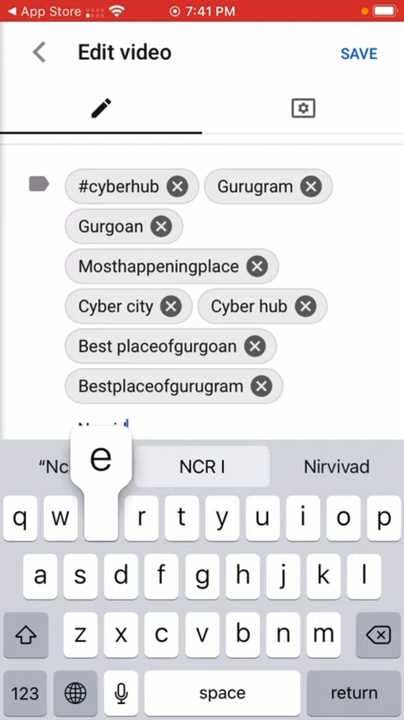 App Store 7:41 PM
Edit video SAVE
#cyberhub Gurugram
Gurgoan
Mosthappeningplace
Cyber city Cyber hub
Best placeofgurgoan
Bestplaceofgurugram
NCR I Nirvivad
e
q w r t y u i o p
a s d f g h j k l
z x c v b n m
123 space return